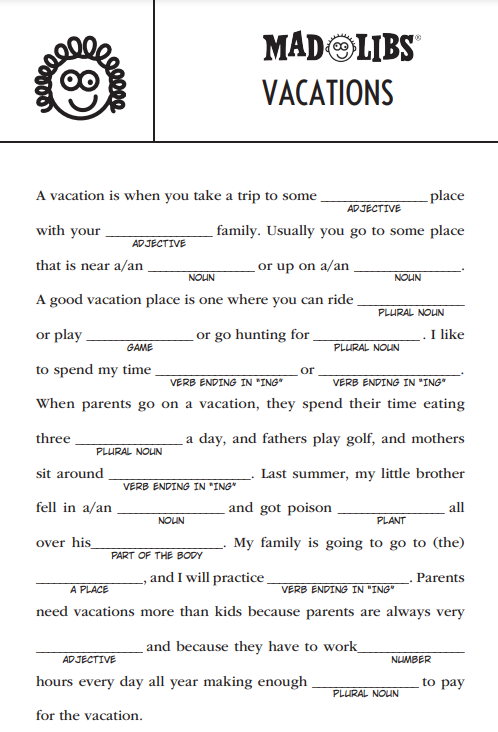 MAD LIBS®
VACATIONS
A vacation is when you take a trip to some ______________ place
ADJECTIVE
with your ______________ family. Usually you go to some place
ADJECTIVE
that is near a/an ______________ or up on a/an ______________.
NOUN NOUN
A good vacation place is one where you can ride ______________
PLURAL NOUN
or play ______________ or go hunting for ______________ . I like
GAME PLURAL NOUN
to spend my time ___________________ or ___________________.
VERB ENDING IN "ING" VERB ENDING IN "ING"
When parents go on a vacation, they spend their time eating
three ______________ a day, and fathers play golf, and mothers
PLURAL NOUN
sit around ___________________. Last summer, my little brother
VERB ENDING IN "ING"
fell in a/an ______________ and got poison ______________ all
NOUN PLANT
over his_________________. My family is going to go to (the)
PART OF THE BODY
______________, and I will practice ___________________. Parents
A PLACE VERB ENDING IN "ING"
need vacations more than kids because parents are always very
______________ and because they have to work______________
ADJECTIVE NUMBER
hours every day all year making enough ______________ to pay
PLURAL NOUN
for the vacation.